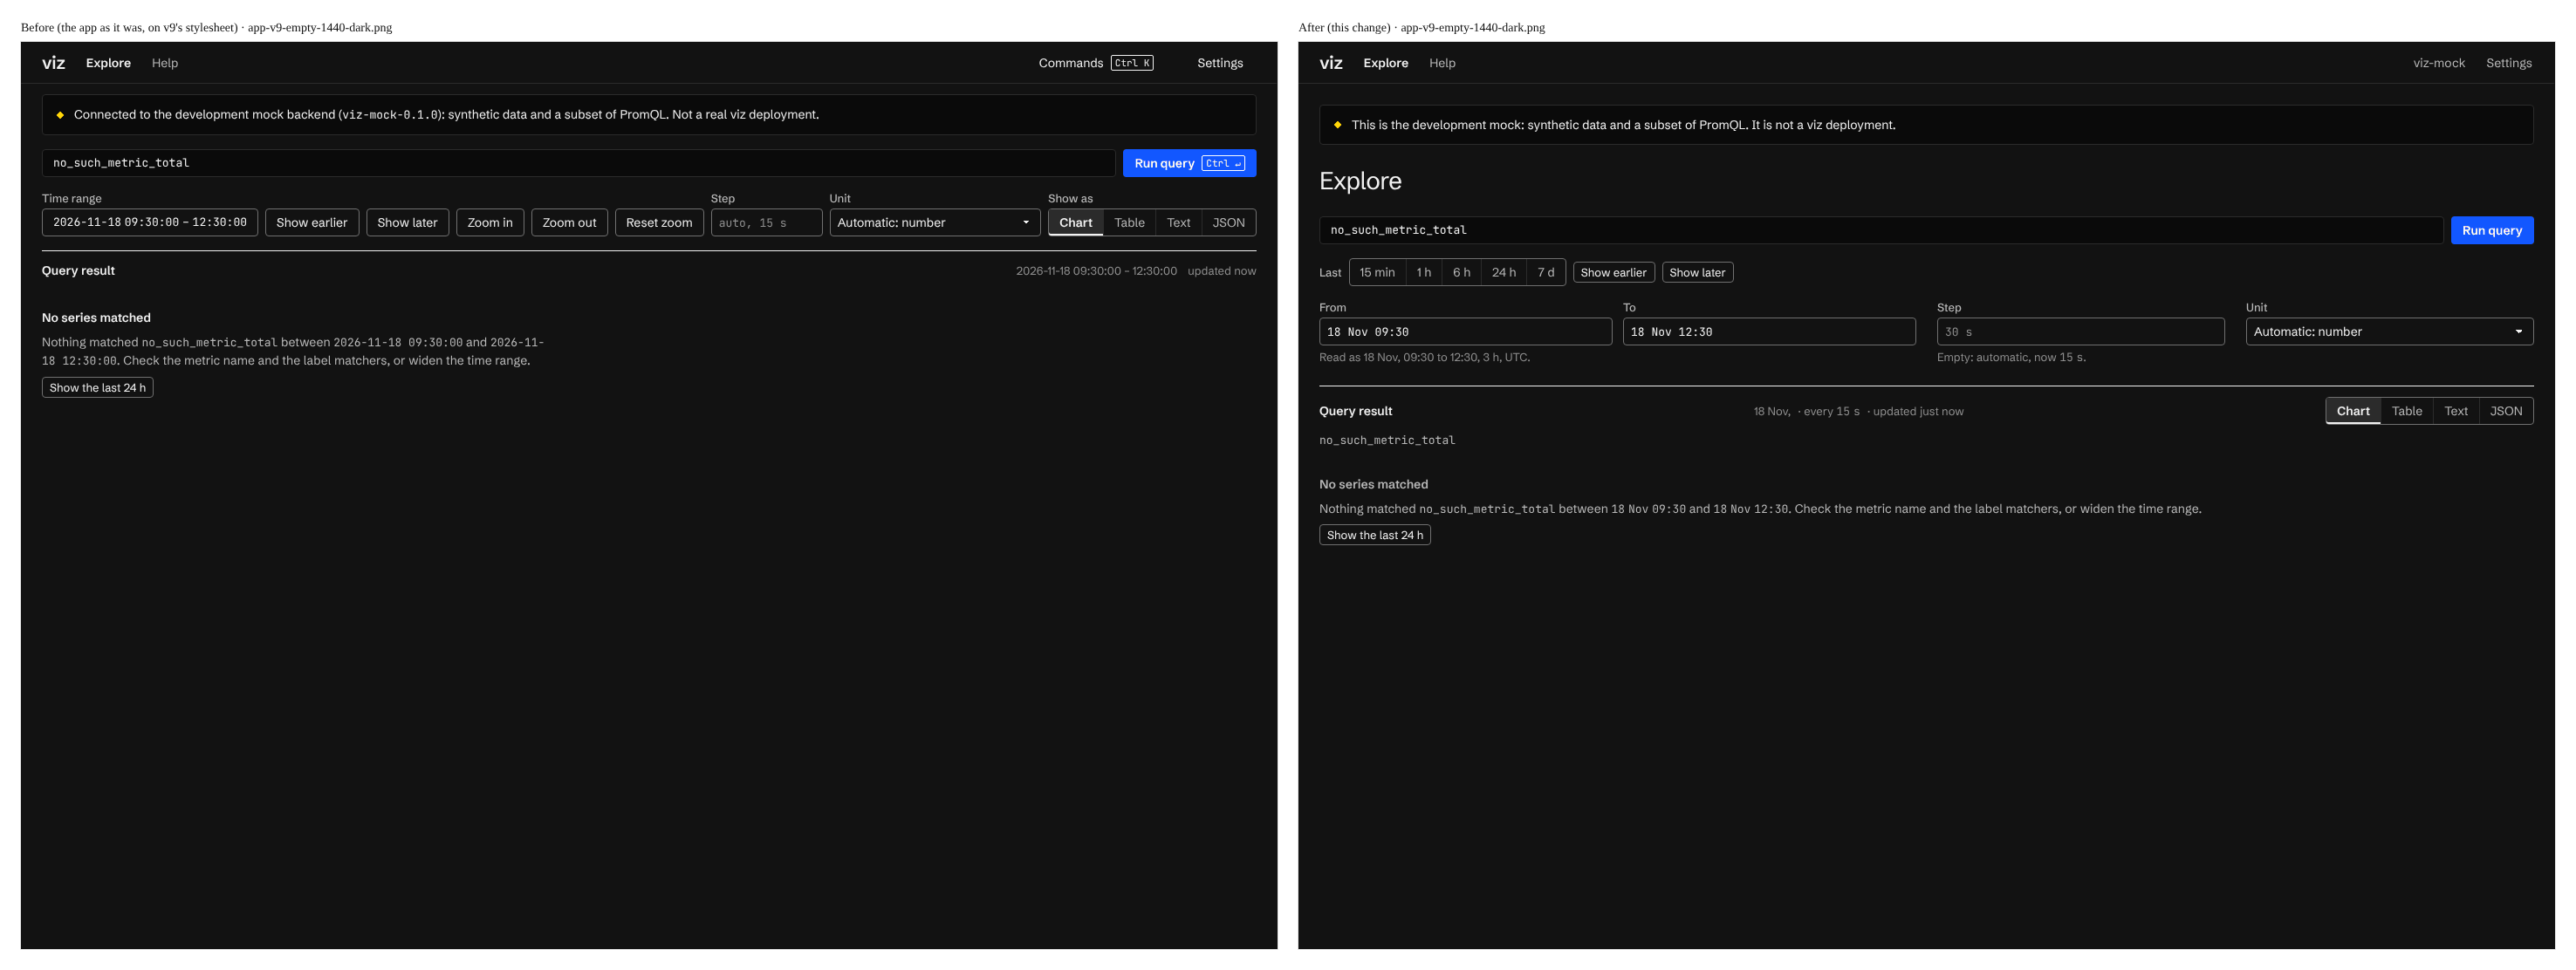 Before (the app as it was, on v9's stylesheet) · app-v9-empty-1440-dark.png
viz Explore Help Commands Ctrl K Settings
Connected to the development mock backend (viz-mock-0.1.0): synthetic data and a subset of PromQL. Not a real viz deployment.
no_such_metric_total Run query Ctrl ↵
Time range Step Unit Show as
2026-11-18 09:30:00 – 12:30:00 Show earlier Show later Zoom in Zoom out Reset zoom auto, 15 s Automatic: number Chart Table Text JSON
Query result 2026-11-18 09:30:00 – 12:30:00 updated now
No series matched
Nothing matched no_such_metric_total between 2026-11-18 09:30:00 and 2026-11-
18 12:30:00. Check the metric name and the label matchers, or widen the time range.
Show the last 24 h
After (this change) · app-v9-empty-1440-dark.png
viz Explore Help viz-mock Settings
This is the development mock: synthetic data and a subset of PromQL. It is not a viz deployment.
Explore
no_such_metric_total Run query
Last 15 min 1 h 6 h 24 h 7 d Show earlier Show later
From To Step Unit
18 Nov 09:30 18 Nov 12:30 30 s Automatic: number
Read as 18 Nov, 09:30 to 12:30, 3 h, UTC. Empty: automatic, now 15 s.
Query result 18 Nov, · every 15 s · updated just now Chart Table Text JSON
no_such_metric_total
No series matched
Nothing matched no_such_metric_total between 18 Nov 09:30 and 18 Nov 12:30. Check the metric name and the label matchers, or widen the time range.
Show the last 24 h